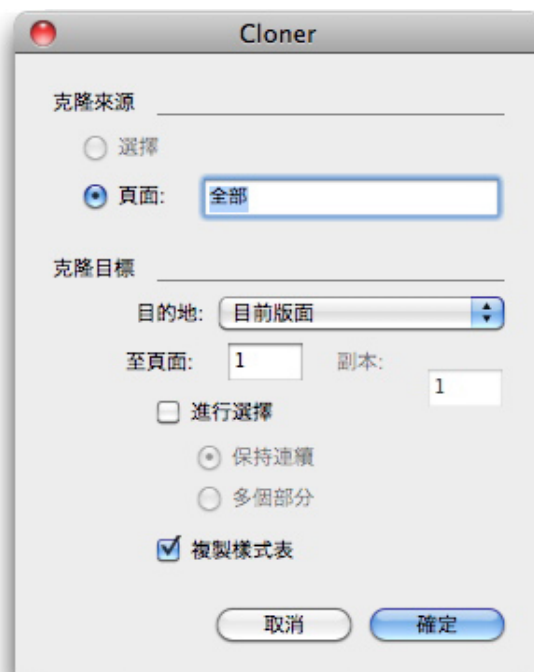 Cloner
克隆來源
選擇
頁面: 全部
克隆目標
目的地: 目前版面
至頁面: 1 副本: 1
進行選擇
保持連續
多個部分
複製樣式表
取消 確定